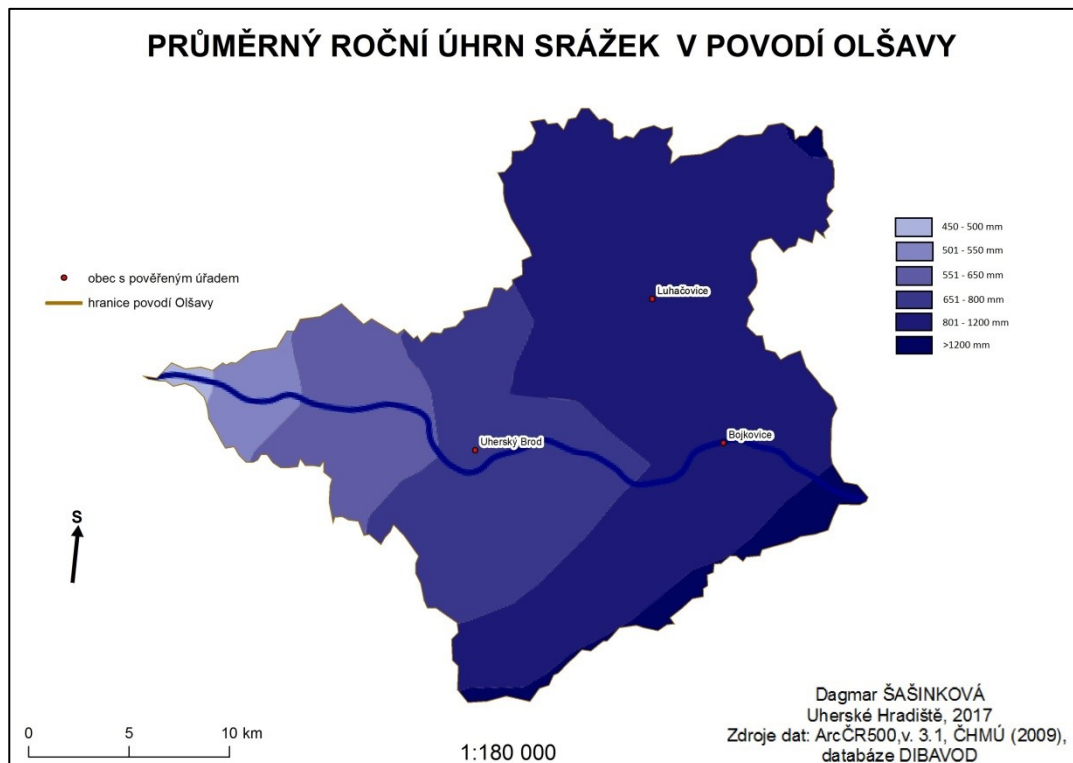 PRŮMĚRNÝ ROČNÍ ÚHRN SRÁŽEK V POVODÍ OLŠAVY
450 - 500 mm
501 - 550 mm
551 - 650 mm
651 - 800 mm
801 - 1200 mm
>1200 mm
obec s pověřeným úřadem
hranice povodí Olšavy
Luhačovice
Uherský Brod
Bojkovice
S
0 5 10 km
1:180 000
Dagmar ŠAŠINKOVÁ
Uherské Hradiště, 2017
Zdroje dat: ArcČR500,v. 3.1, ČHMÚ (2009),
databáze DIBAVOD